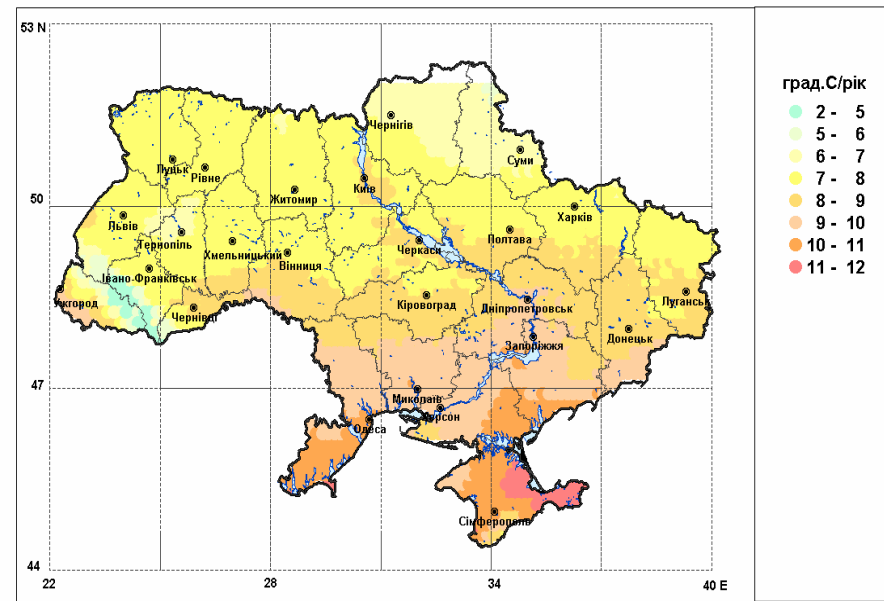 53 N
град.С/рік
2 - 5
5 - 6
6 - 7
7 - 8
8 - 9
9 - 10
10 - 11
11 - 12
Чернігів
Суми
Луцьк
Рівне
Київ
Житомир
50
Львів
Харків
Тернопіль
Полтава
Черкаси
Хмельницький
Вінниця
Івано-Франківськ
Ужгород
Кіровоград
Луганськ
Чернівці
Дніпропетровськ
Донецьк
Запоріжжя
47
Миколаїв
Херсон
Одеса
Сімферополь
44
22
28
34
40 E